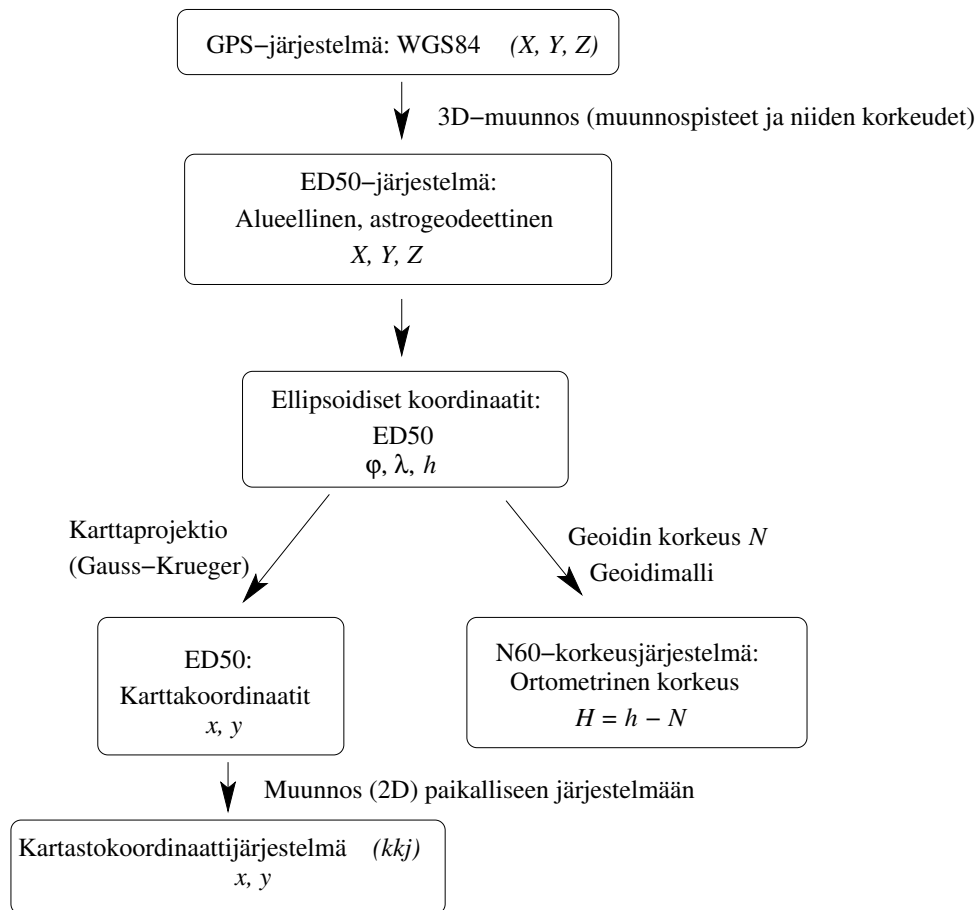 GPS−järjestelmä: WGS84 (X, Y, Z)
3D−muunnos (muunnospisteet ja niiden korkeudet)
ED50−järjestelmä:
Alueellinen, astrogeodeettinen
X, Y, Z
Ellipsoidiset koordinaatit:
ED50
φ, λ, h
Karttaprojektio
(Gauss−Krueger)
Geoidin korkeus N
Geoidimalli
ED50:
Karttakoordinaatit
x, y
N60−korkeusjärjestelmä:
Ortometrinen korkeus
H = h − N
Muunnos (2D) paikalliseen järjestelmään
Kartastokoordinaattijärjestelmä (kkj)
x, y